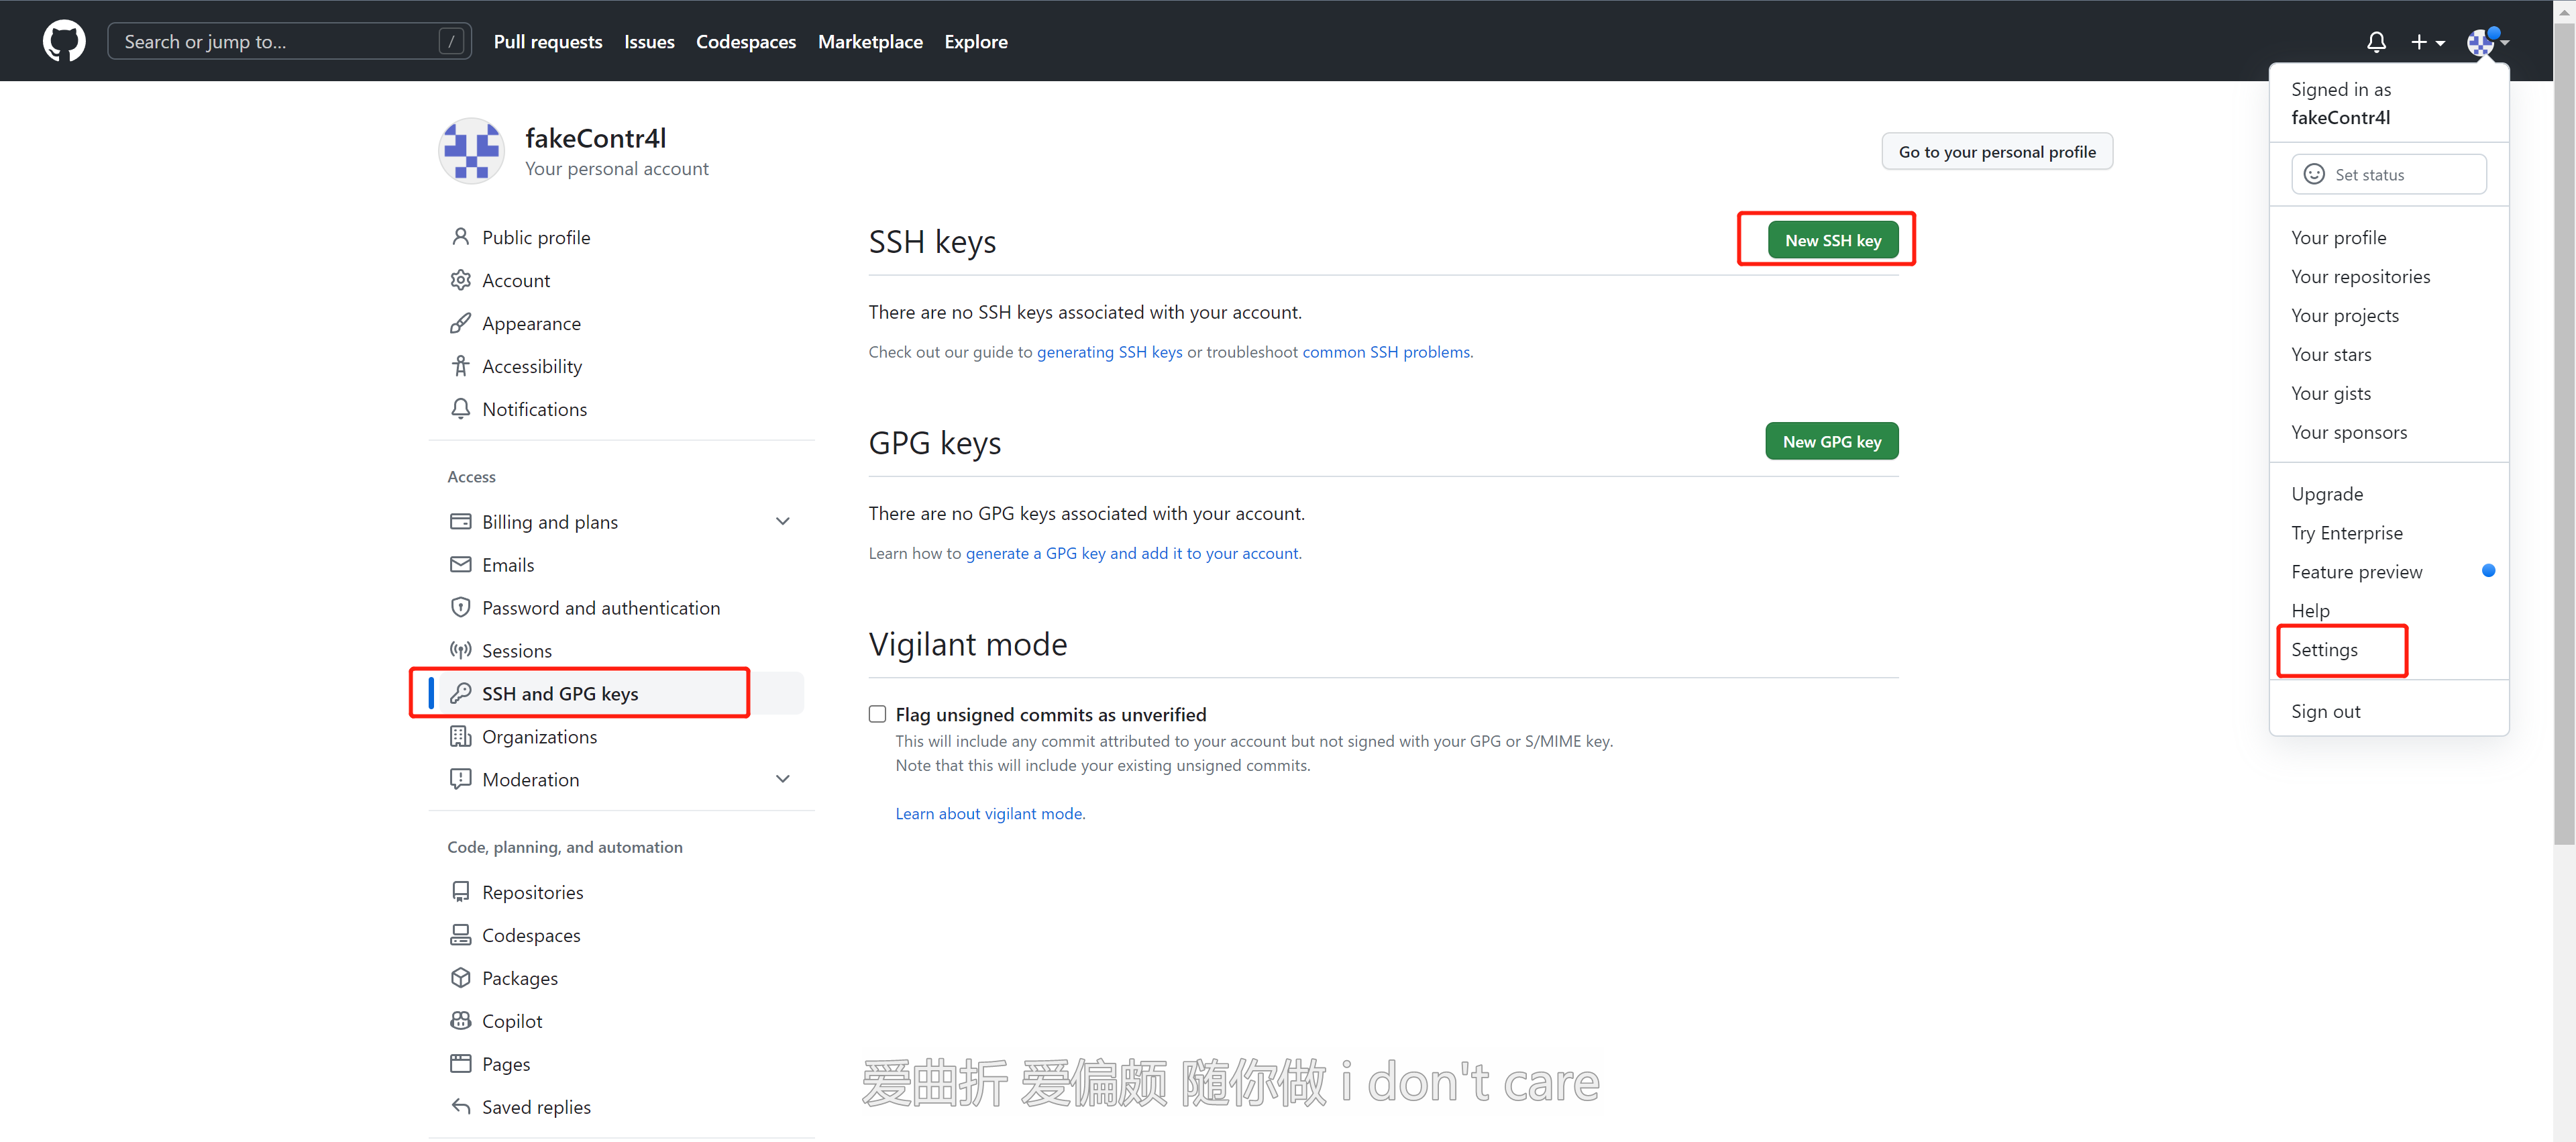 Search or jump to...
/
Pull requests
Issues
Codespaces
Marketplace
Explore
Signed in as
fakeContr4l
Set status
Your profile
Your repositories
Your projects
Your stars
Your gists
Your sponsors
Upgrade
Try Enterprise
Feature preview
Help
Settings
Sign out
fakeContr4l
Your personal account
Go to your personal profile
Public profile
Account
Appearance
Accessibility
Notifications
Access
Billing and plans
Emails
Password and authentication
Sessions
SSH and GPG keys
Organizations
Moderation
Code, planning, and automation
Repositories
Codespaces
Packages
Copilot
Pages
Saved replies
SSH keys
New SSH key
There are no SSH keys associated with your account.
Check out our guide to generating SSH keys or troubleshoot common SSH problems.
GPG keys
New GPG key
There are no GPG keys associated with your account.
Learn how to generate a GPG key and add it to your account.
Vigilant mode
Flag unsigned commits as unverified
This will include any commit attributed to your account but not signed with your GPG or S/MIME key.
Note that this will include your existing unsigned commits.
Learn about vigilant mode.
爱曲折 爱偏颇 随你做 i don't care